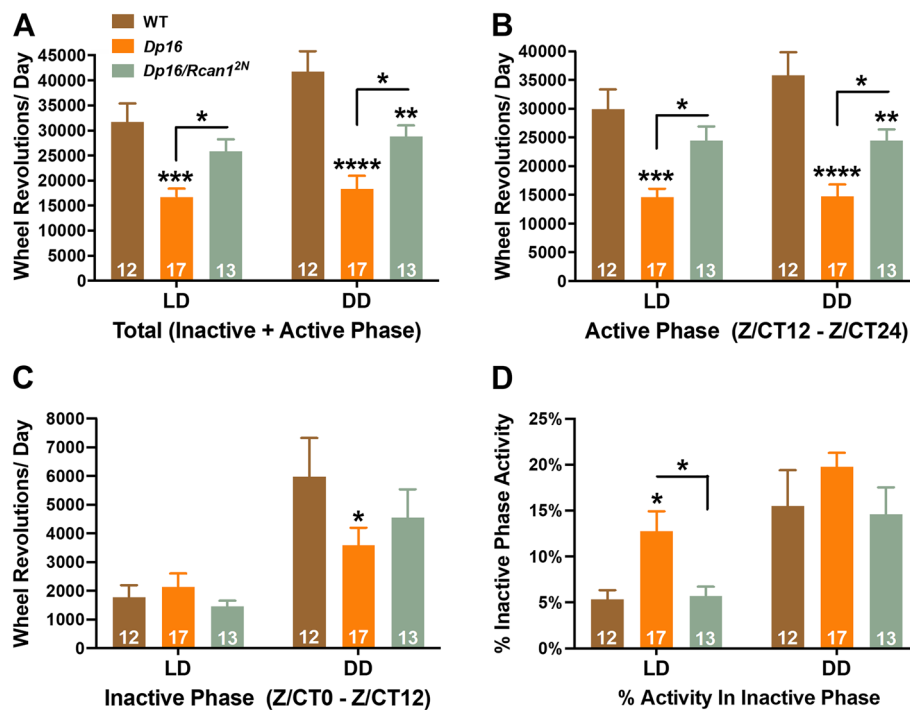 A
WT
Dp16
Dp16/Rcan1²ᴺ
Wheel Revolutions/ Day
50000
45000
40000
35000
30000
25000
20000
15000
10000
5000
0
*
***
*
****
**
12 17 13 12 17 13
LD DD
Total (Inactive + Active Phase)
B
Wheel Revolutions/ Day
40000
35000
30000
25000
20000
15000
10000
5000
0
*
***
*
****
**
12 17 13 12 17 13
LD DD
Active Phase (Z/CT12 - Z/CT24)
C
Wheel Revolutions/ Day
8000
7000
6000
5000
4000
3000
2000
1000
0
*
12 17 13 12 17 13
LD DD
Inactive Phase (Z/CT0 - Z/CT12)
D
% Inactive Phase Activity
25%
20%
15%
10%
5%
0%
*
*
12 17 13 12 17 13
LD DD
% Activity In Inactive Phase